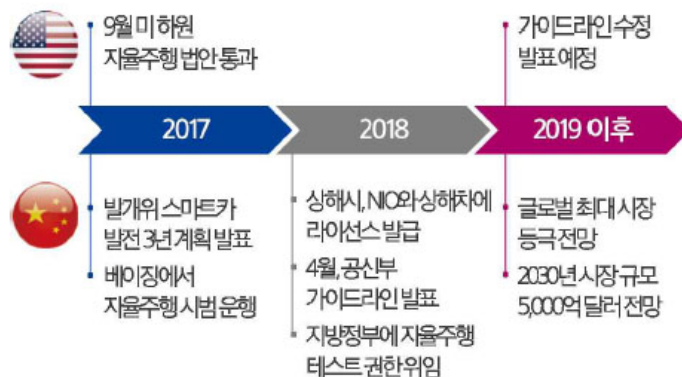 9월 미 하원
자율주행 법안 통과
가이드라인 수정
발표 예정
2017
2018
2019 이후
발개위 스마트카
발전 3년 계획 발표
베이징에서
자율주행 시범 운행
상해시, NIO와 상해차에
라이선스 발급
4월, 공신부
가이드라인 발표
지방정부에 자율주행
테스트 권한 위임
글로벌 최대 시장
등극 전망
2030년 시장 규모
5,000억 달러 전망